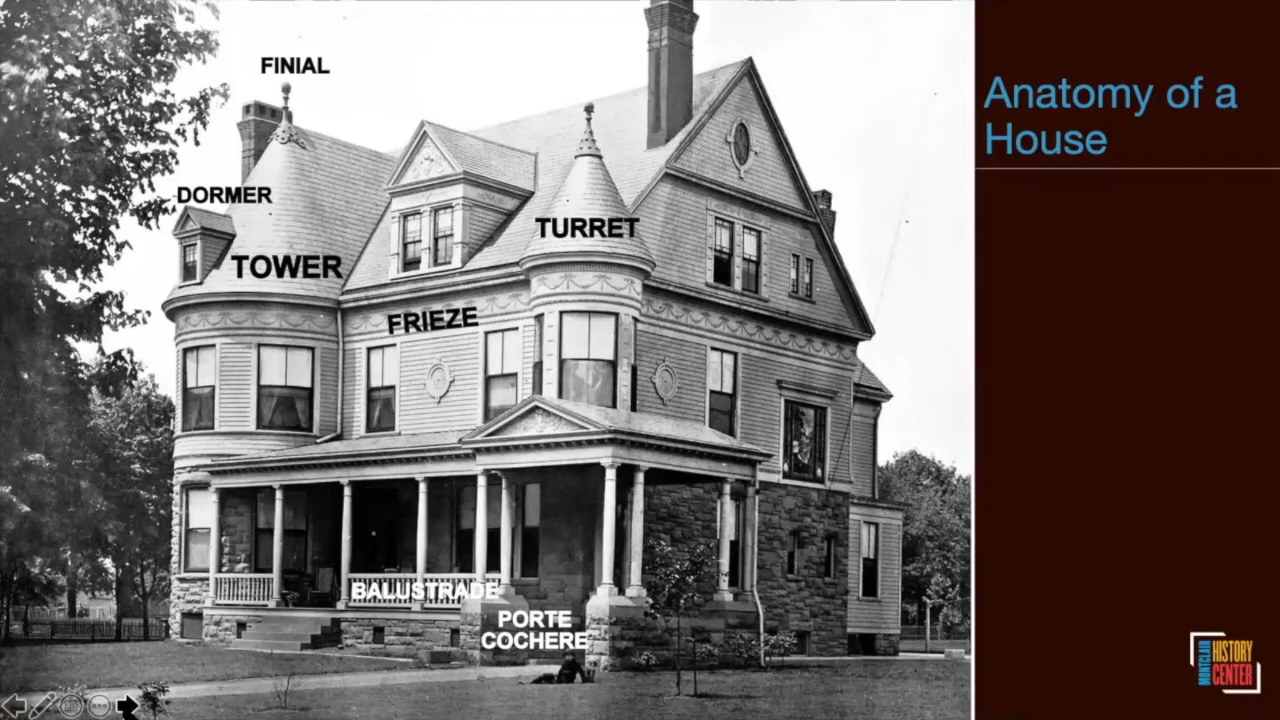 Anatomy of a
House
FINIAL
DORMER
TOWER
TURRET
FRIEZE
BALUSTRADE
PORTE
COCHERE
MONTCLAIR
HISTORY
CENTER